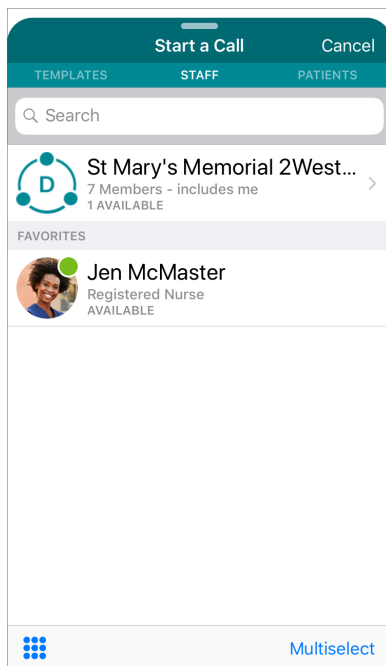 Start a Call Cancel
TEMPLATES STAFF PATIENTS
Search
D
St Mary's Memorial 2West...
7 Members - includes me
1 AVAILABLE
FAVORITES
Jen McMaster
Registered Nurse
AVAILABLE
Multiselect